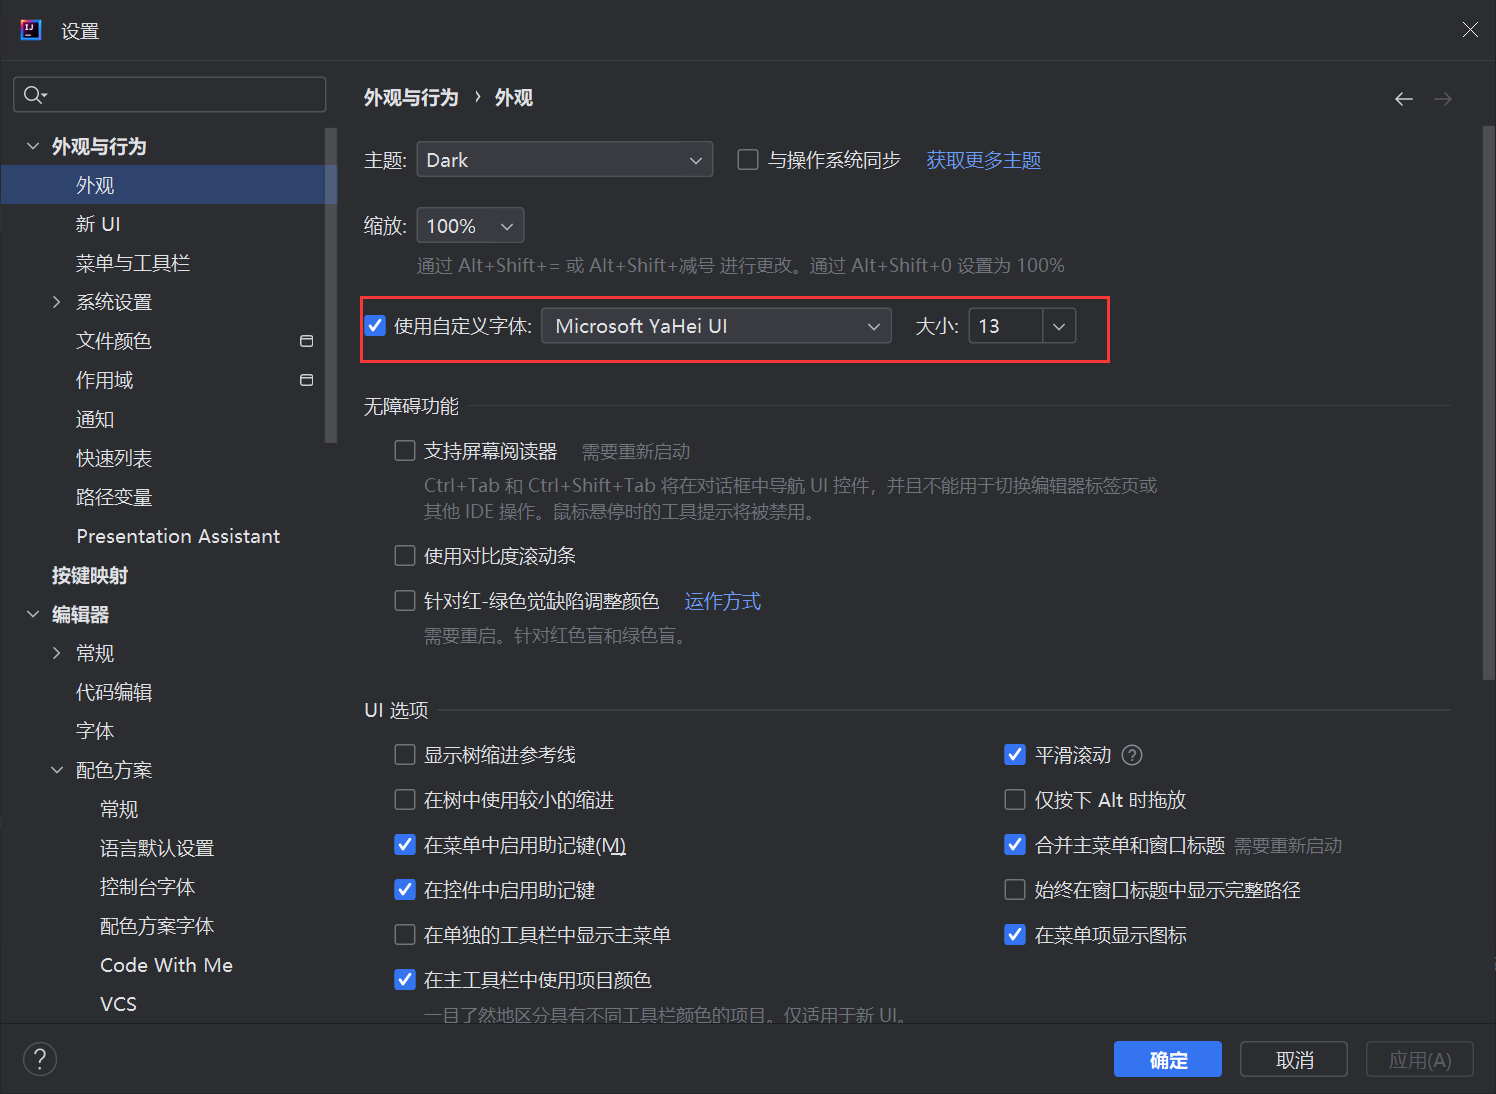 设置
外观与行为
外观
新 UI
菜单与工具栏
系统设置
文件颜色
作用域
通知
快速列表
路径变量
Presentation Assistant
按键映射
编辑器
常规
代码编辑
字体
配色方案
常规
语言默认设置
控制台字体
配色方案字体
Code With Me
VCS
外观与行为 › 外观
主题: Dark 与操作系统同步 获取更多主题
缩放: 100%
通过 Alt+Shift+= 或 Alt+Shift+减号 进行更改。通过 Alt+Shift+0 设置为 100%
使用自定义字体: Microsoft YaHei UI 大小: 13
无障碍功能
支持屏幕阅读器 需要重新启动
Ctrl+Tab 和 Ctrl+Shift+Tab 将在对话框中导航 UI 控件，并且不能用于切换编辑器标签页或
其他 IDE 操作。鼠标悬停时的工具提示将被禁用。
使用对比度滚动条
针对红-绿色觉缺陷调整颜色 运作方式
需要重启。针对红色盲和绿色盲。
UI 选项
显示树缩进参考线
平滑滚动 ?
在树中使用较小的缩进
仅按下 Alt 时拖放
在菜单中启用助记键(M)
合并主菜单和窗口标题 需要重新启动
在控件中启用助记键
始终在窗口标题中显示完整路径
在单独的工具栏中显示主菜单
在菜单项显示图标
在主工具栏中使用项目颜色
一目了然地区分具有不同工具栏颜色的项目。仅适用于新 UI。
? 确定 取消 应用(A)